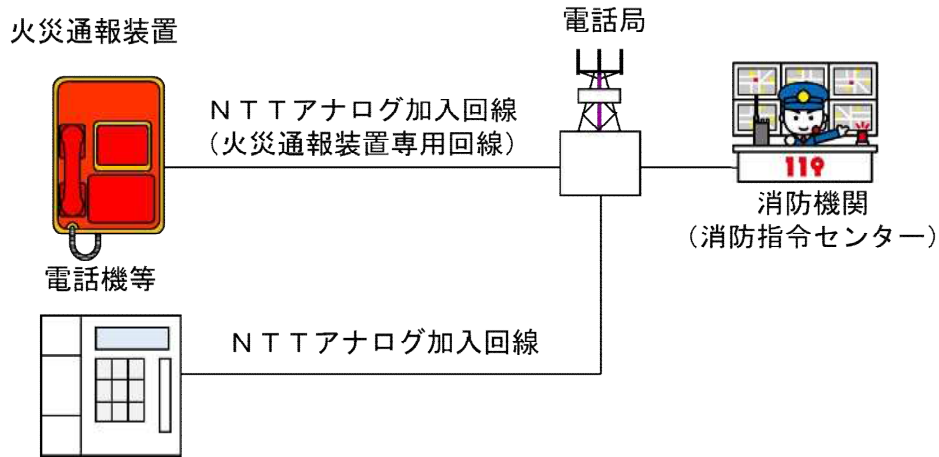 電話局
火災通報装置
ＮＴＴアナログ加入回線
（火災通報装置専用回線）
119
消防機関
（消防指令センター）
電話機等
ＮＴＴアナログ加入回線